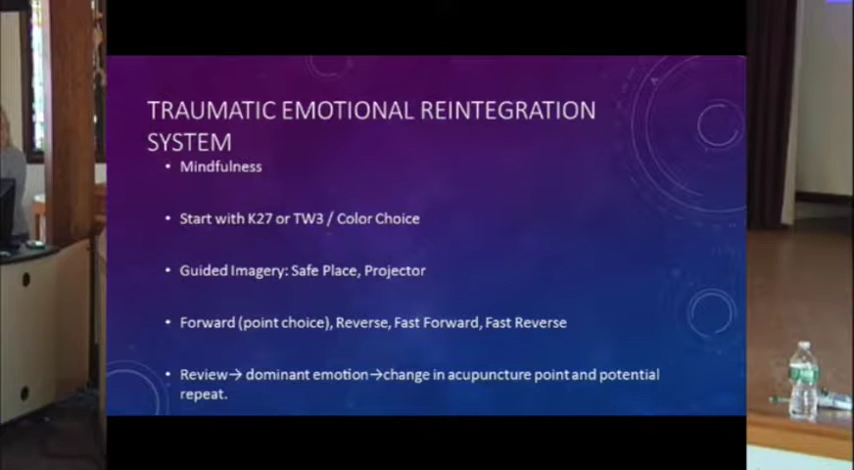 TRAUMATIC EMOTIONAL REINTEGRATION
SYSTEM
• Mindfulness
• Start with K27 or TW3 / Color Choice
• Guided Imagery: Safe Place, Projector
• Forward (point choice), Reverse, Fast Forward, Fast Reverse
• Review→ dominant emotion→change in acupuncture point and potential
repeat.